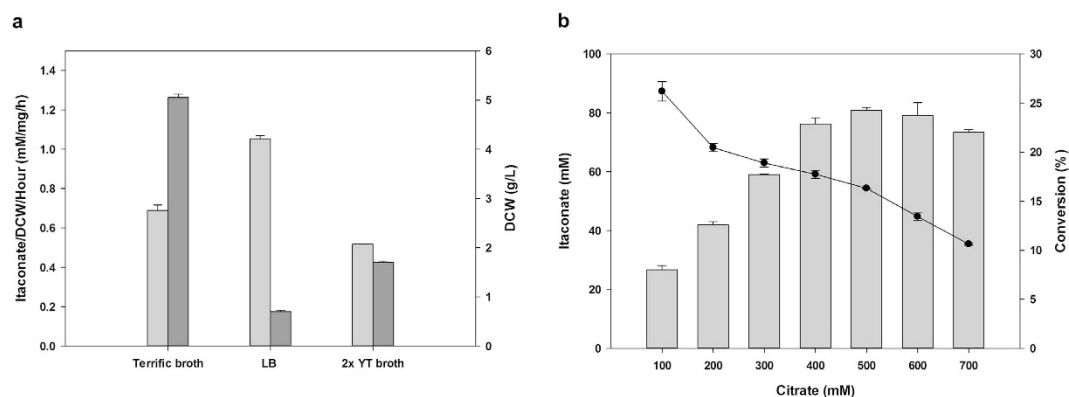 a
Itaconate/DCW/Hour (mM/mg/h)
1.4
1.2
1.0
0.8
0.6
0.4
0.2
0.0
6
5
4
3
2
1
0
DCW (g/L)
Terrific broth
LB
2x YT broth
b
Itaconate (mM)
100
80
60
40
20
0
30
25
20
15
10
5
0
Conversion (%)
100 200 300 400 500 600 700
Citrate (mM)